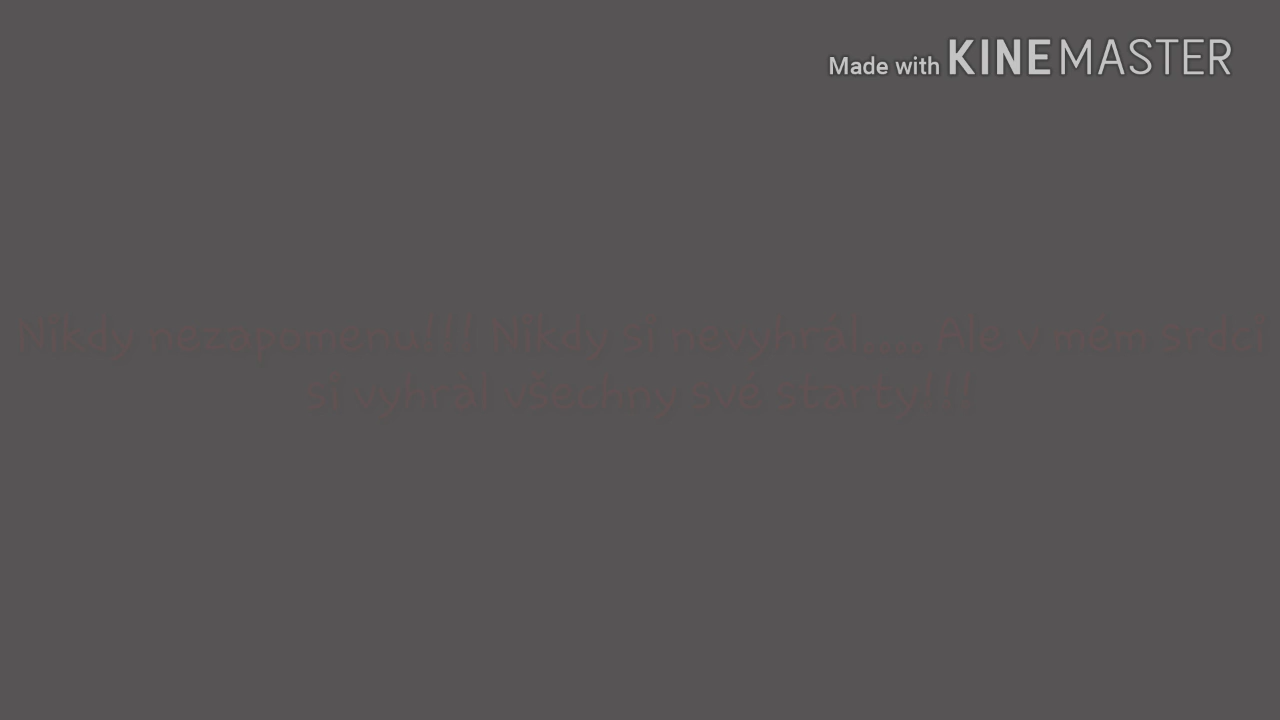 Made with KINEMASTER
Nikdy nezapomenu!!! Nikdy si nevyhrál.... Ale v mém srdci
si vyhrál všechny své starty!!!